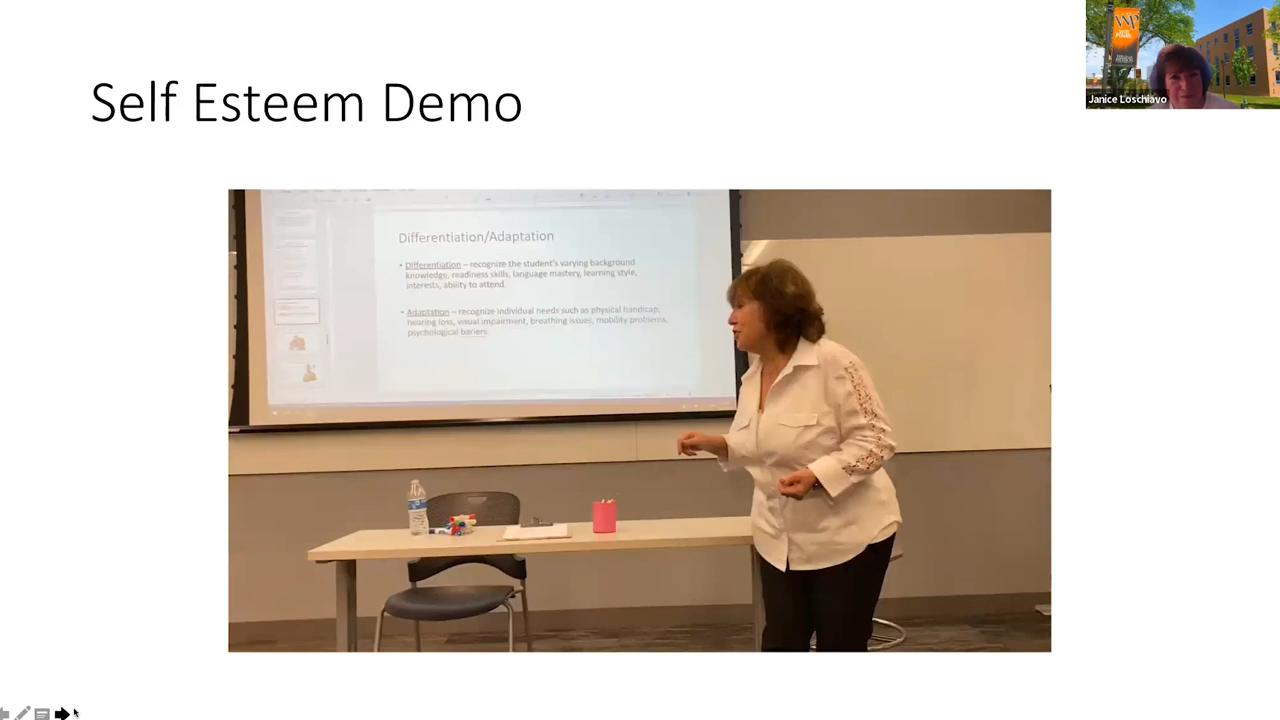 Self Esteem Demo
WP
Janice Loschiavo
Differentiation/Adaptation
• Differentiation – recognize the student's varying background
knowledge, readiness skills, language mastery, learning style,
interests, ability to attend.
• Adaptation – recognize individual needs such as physical handicap,
hearing loss, visual impairment, breathing issues, mobility problems,
psychological bariers.